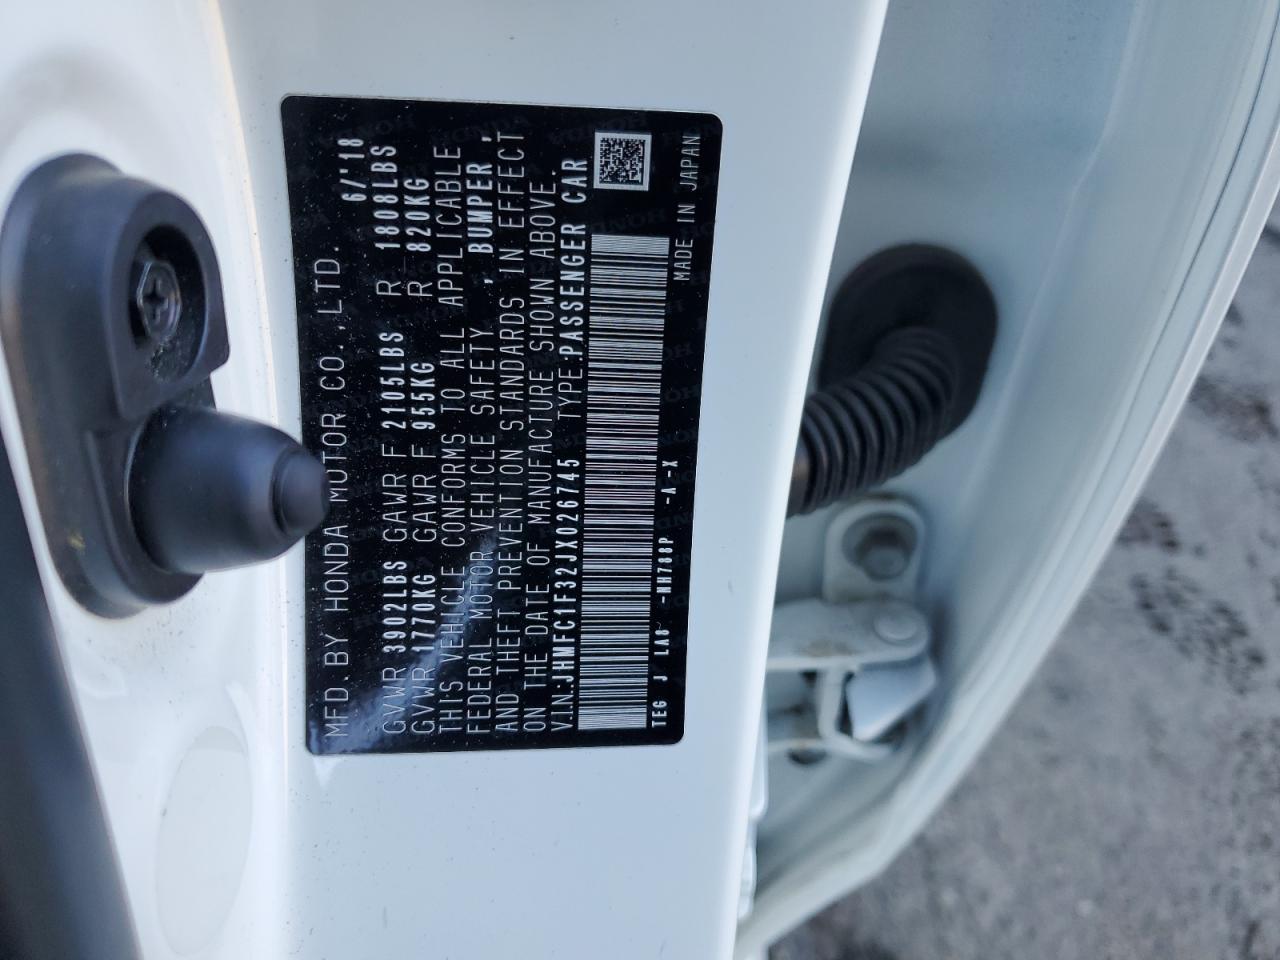 MFD. BY HONDA MOTOR CO., LTD. 6/'18
GVWR 3902LBS GAWR F 2105LBS R 1808LBS
GVWR 1770KG GAWR F 955KG R 820KG
THIS VEHICLE CONFORMS TO ALL APPLICABLE
FEDERAL MOTOR VEHICLE SAFETY ,BUMPER ,
AND THEFT PREVENTION STANDARDS IN EFFECT
ON THE DATE OF MANUFACTURE SHOWN ABOVE.
V.I.N:JHMFC1F32JX026745 TYPE:PASSENGER CAR
TEG J LA8 -NH788P -A-X MADE IN JAPAN